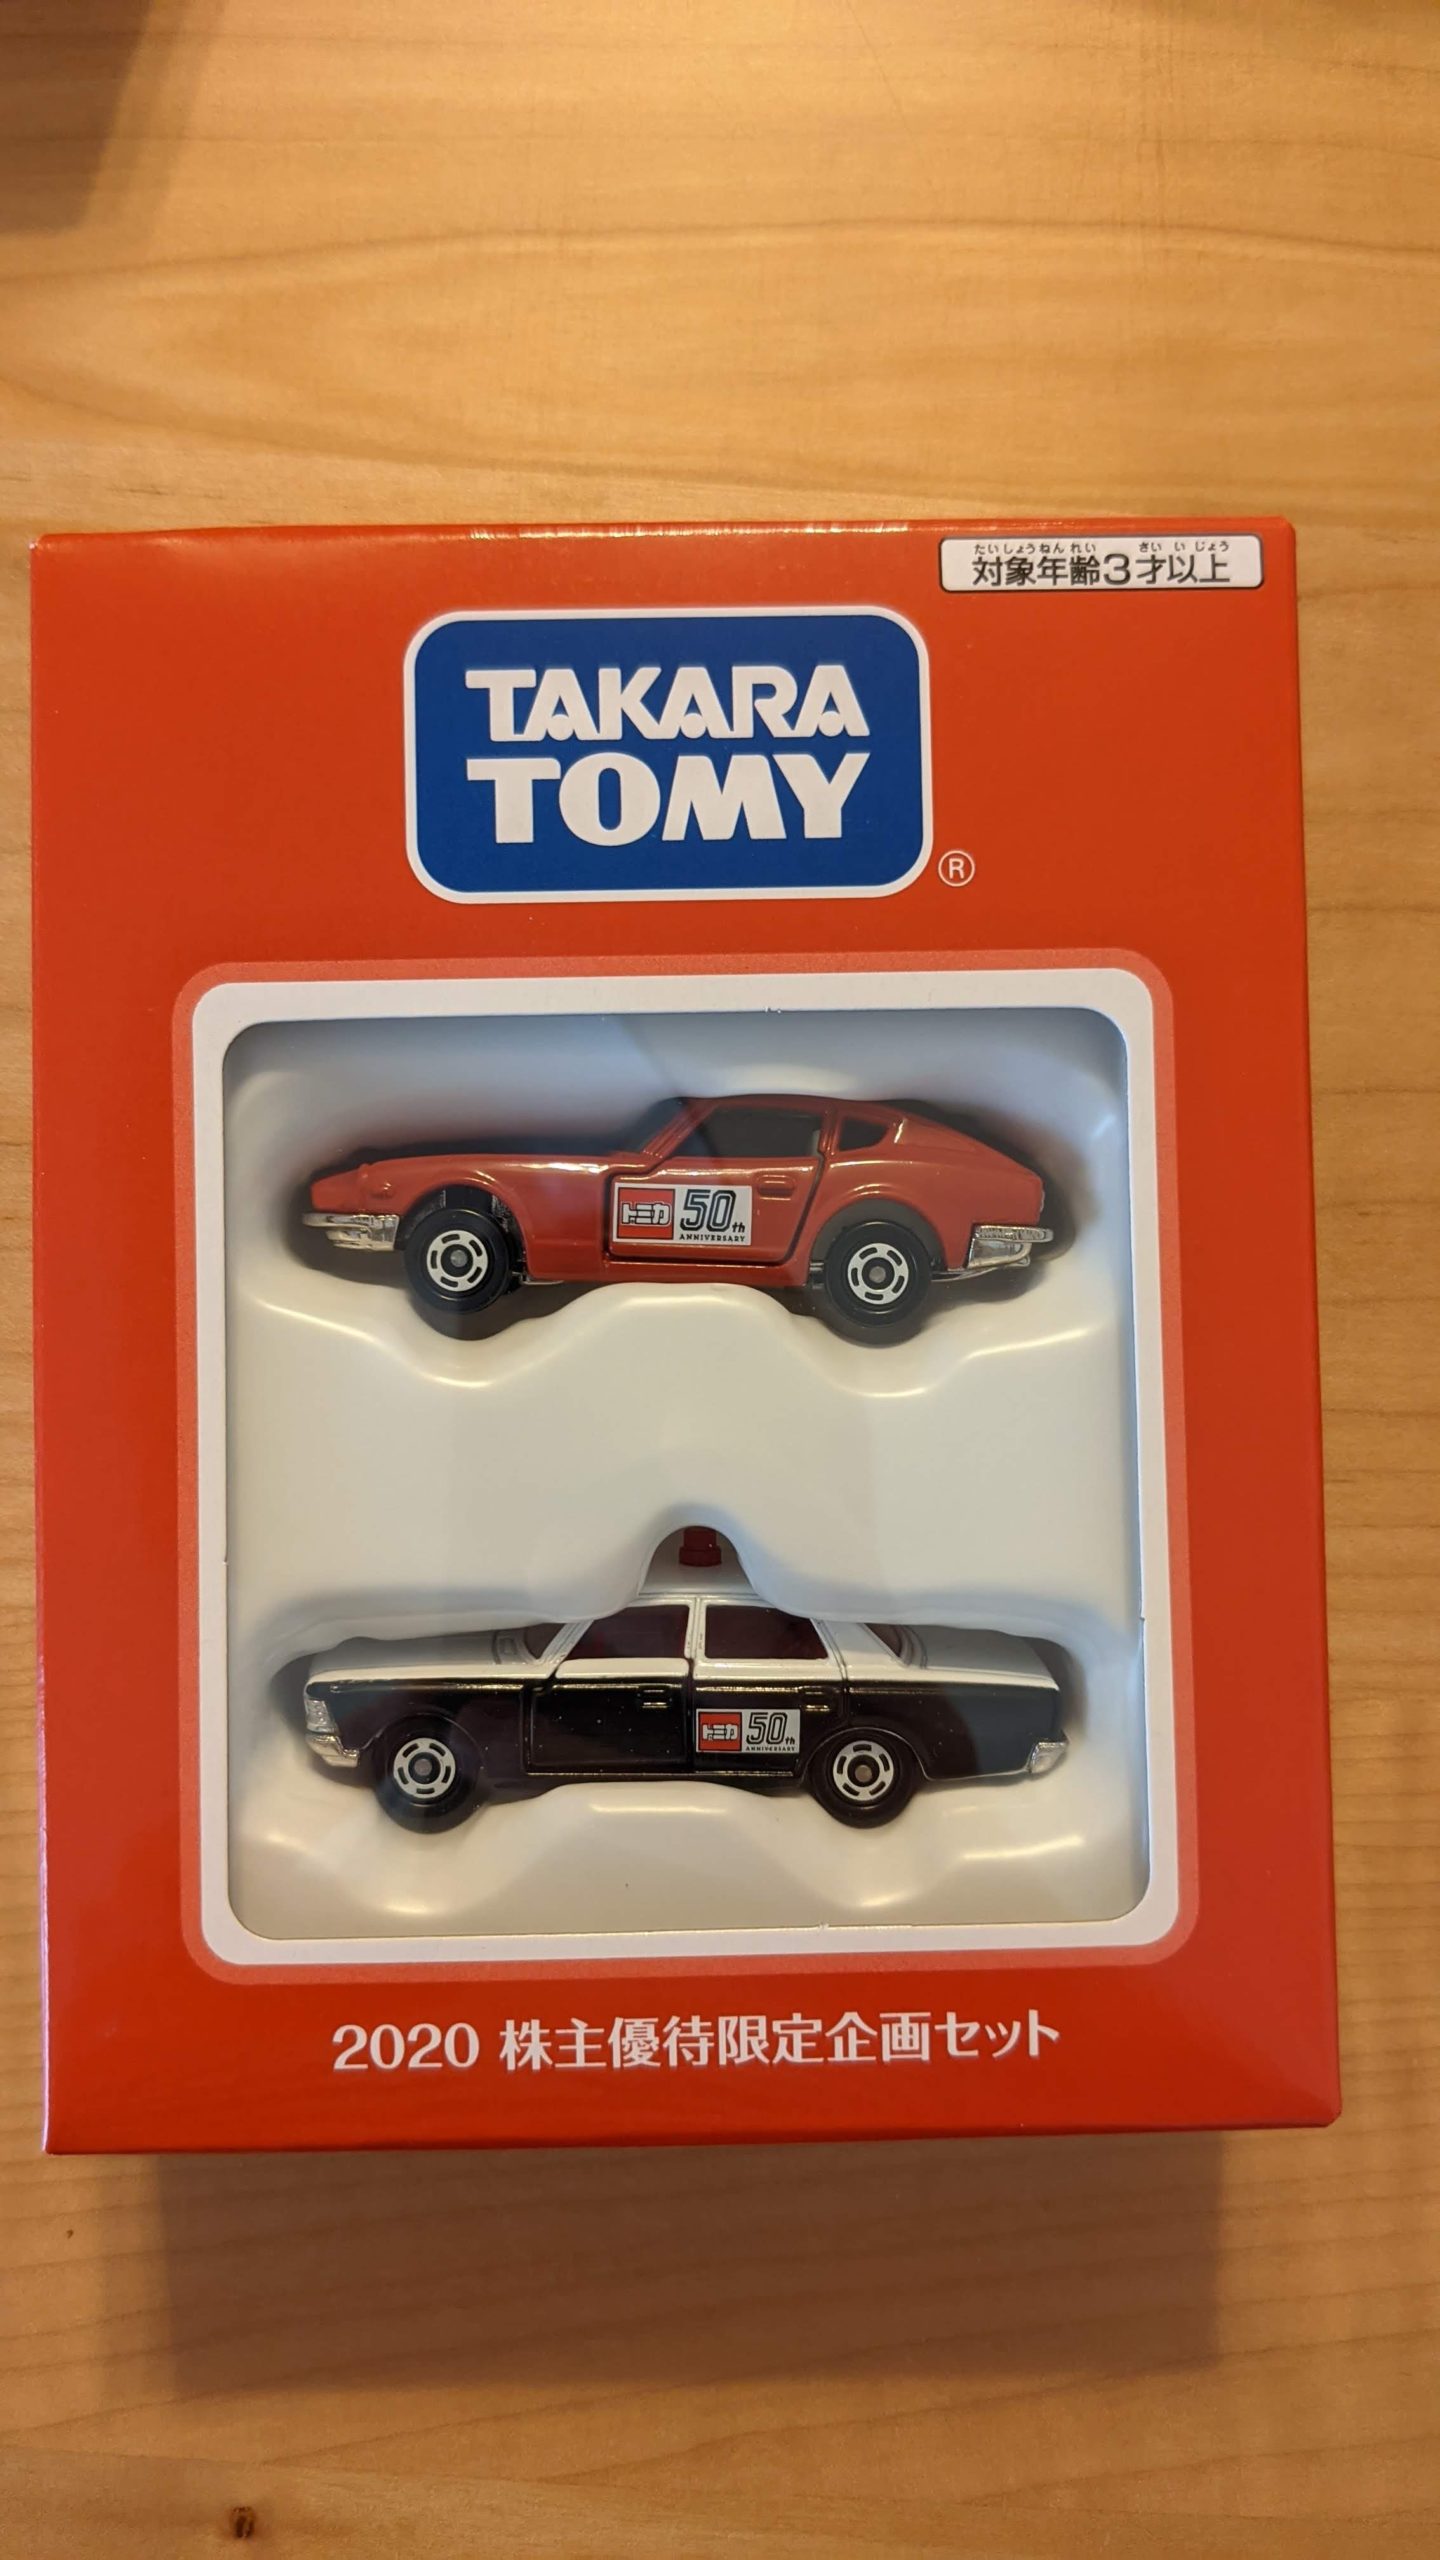 たいしょうねんれい さいいじょう
対象年齢3才以上
TAKARA
TOMY
®
トミカ 50th
ANNIVERSARY
トミカ 50th
ANNIVERSARY
2020 株主優待限定企画セット